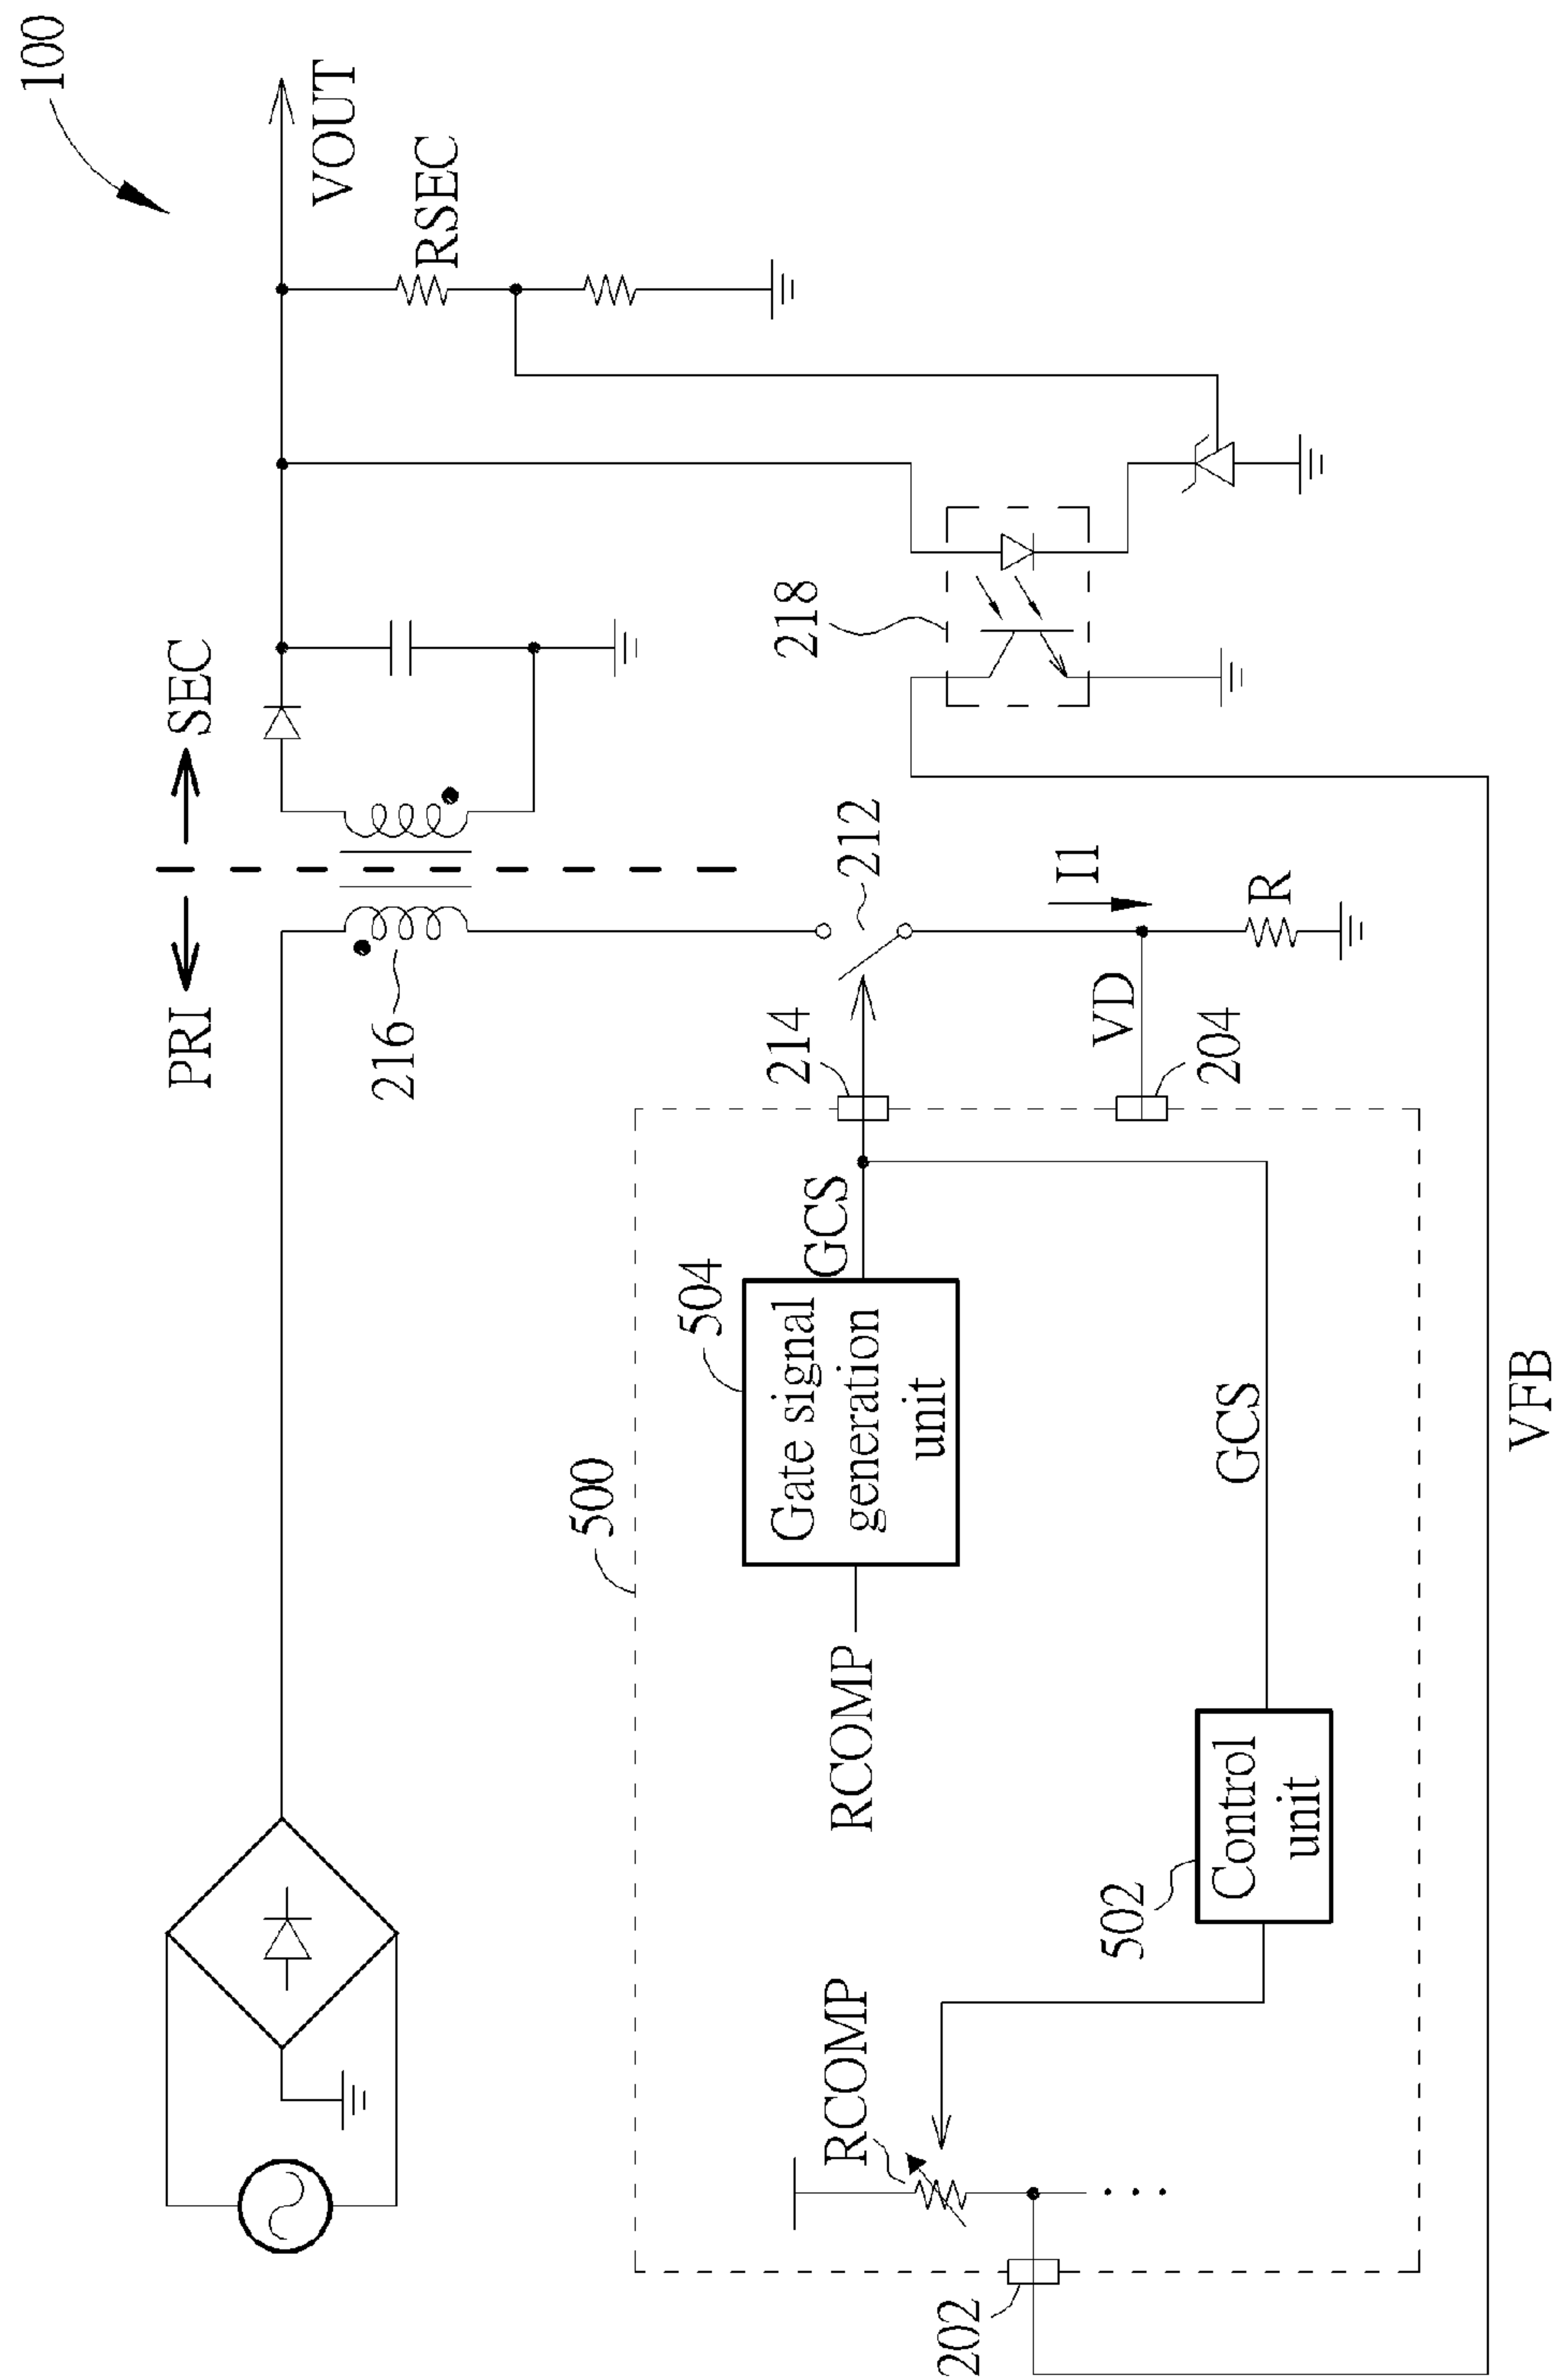 100
PRI
SEC
VOUT
RSEC
216
218
212
I1
R
VD
214
204
500
504
GCS
Gate signal
generation
unit
RCOMP
GCS
RCOMP
502
Control
unit
202
VFB